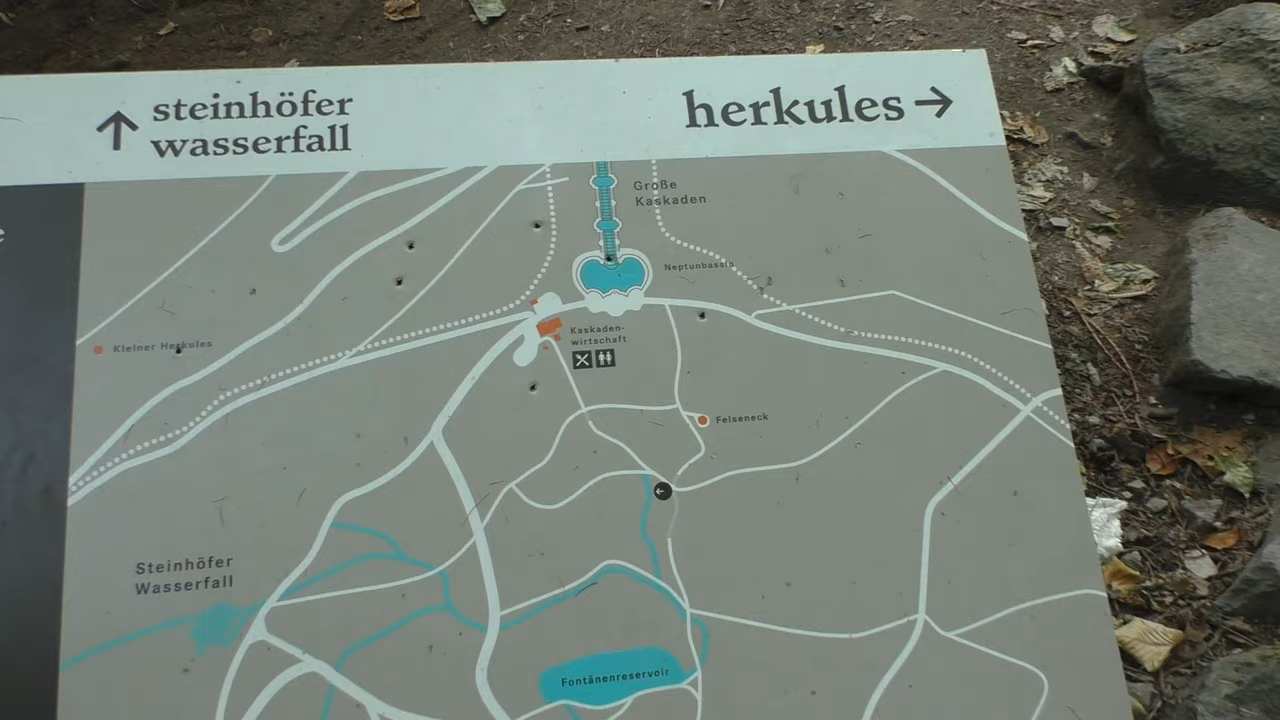 ↑ steinhöfer
wasserfall
herkules →
e
Große
Kaskaden
Neptunbassin
Kleiner Herkules
Kaskaden-
wirtschaft
Felseneck
Steinhöfer
Wasserfall
Fontänenreservoir